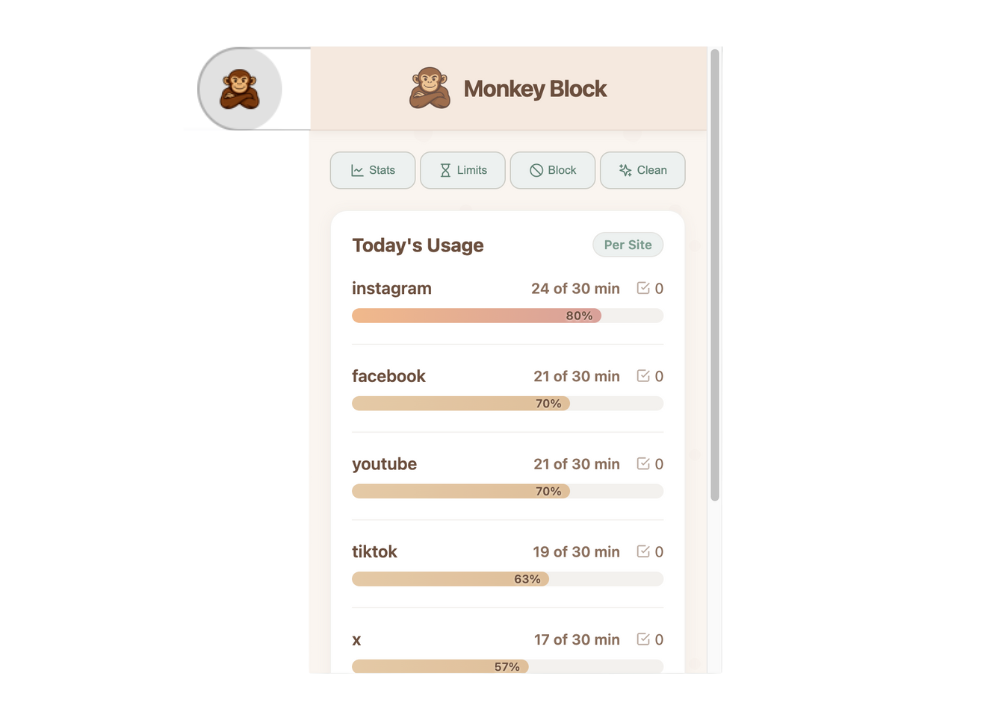 Monkey Block
Stats Limits Block Clean
Today's Usage Per Site
instagram 24 of 30 min 0
80%
facebook 21 of 30 min 0
70%
youtube 21 of 30 min 0
70%
tiktok 19 of 30 min 0
63%
x 17 of 30 min 0
57%